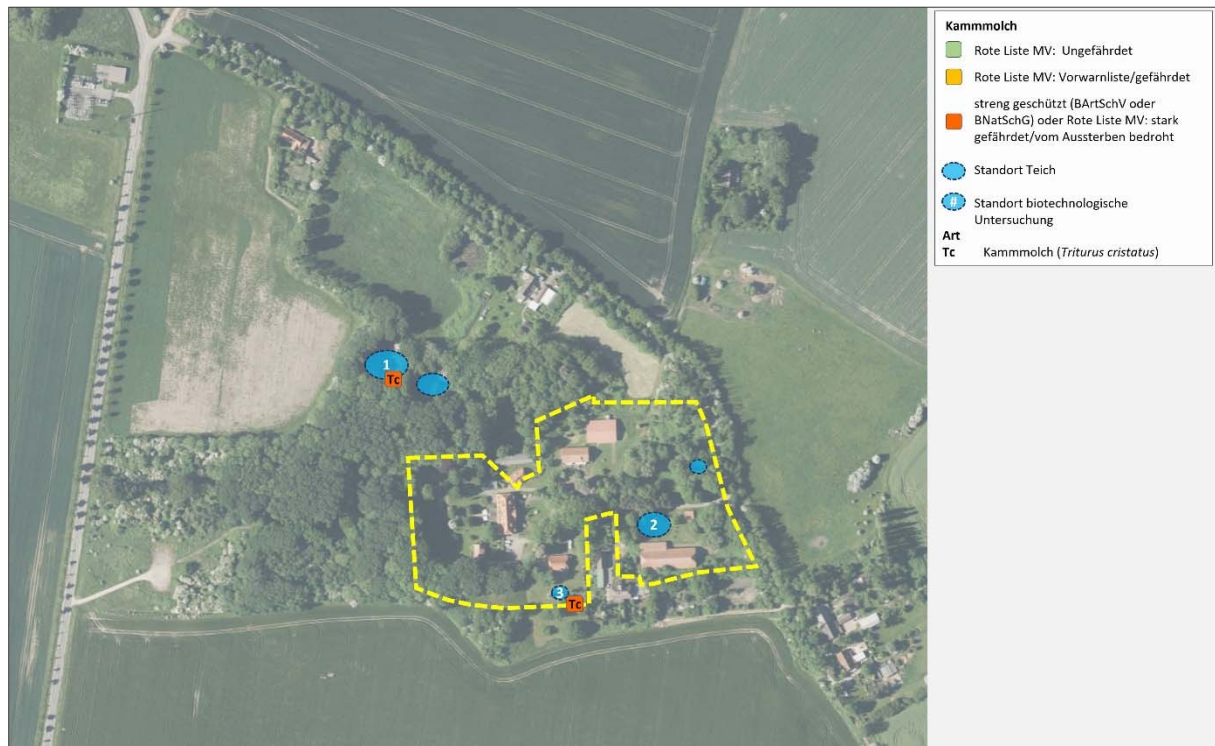 Kammmolch
Rote Liste MV: Ungefährdet
Rote Liste MV: Vorwarnliste/gefährdet
streng geschützt (BArtSchV oder
BNatSchG) oder Rote Liste MV: stark
gefährdet/vom Aussterben bedroht
Standort Teich
#
Standort biotechnologische
Untersuchung
Art
Tc Kammmolch (Triturus cristatus)
1
Tc
2
3
Tc